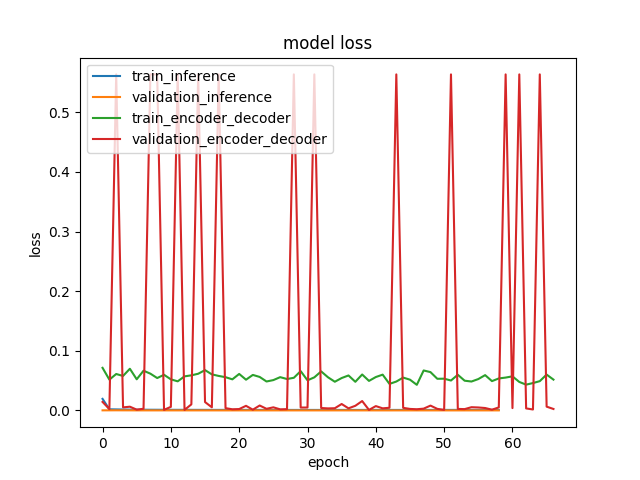 model loss
train_inference
validation_inference
train_encoder_decoder
validation_encoder_decoder
0.5
0.4
0.3
0.2
0.1
0.0
loss
0 10 20 30 40 50 60
epoch